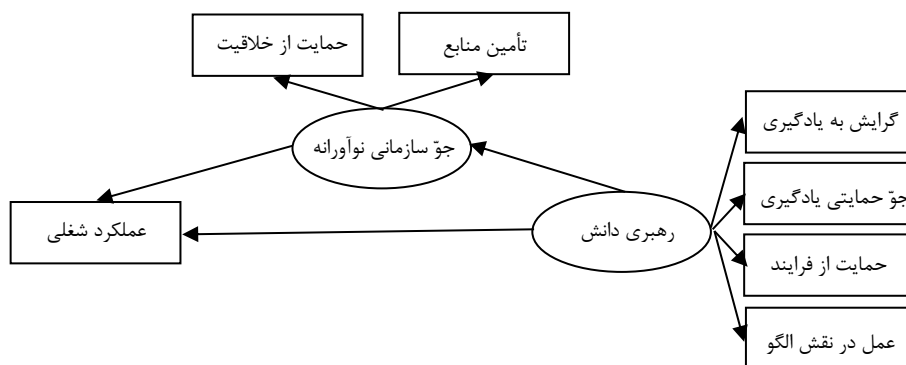 تأمین منابع
حمایت از خلاقیت
گرایش به یادگیری
جوّ سازمانی نوآورانه
جوّ حمایتی یادگیری
رهبری دانش
عملکرد شغلی
حمایت از فرایند
عمل در نقش الگو